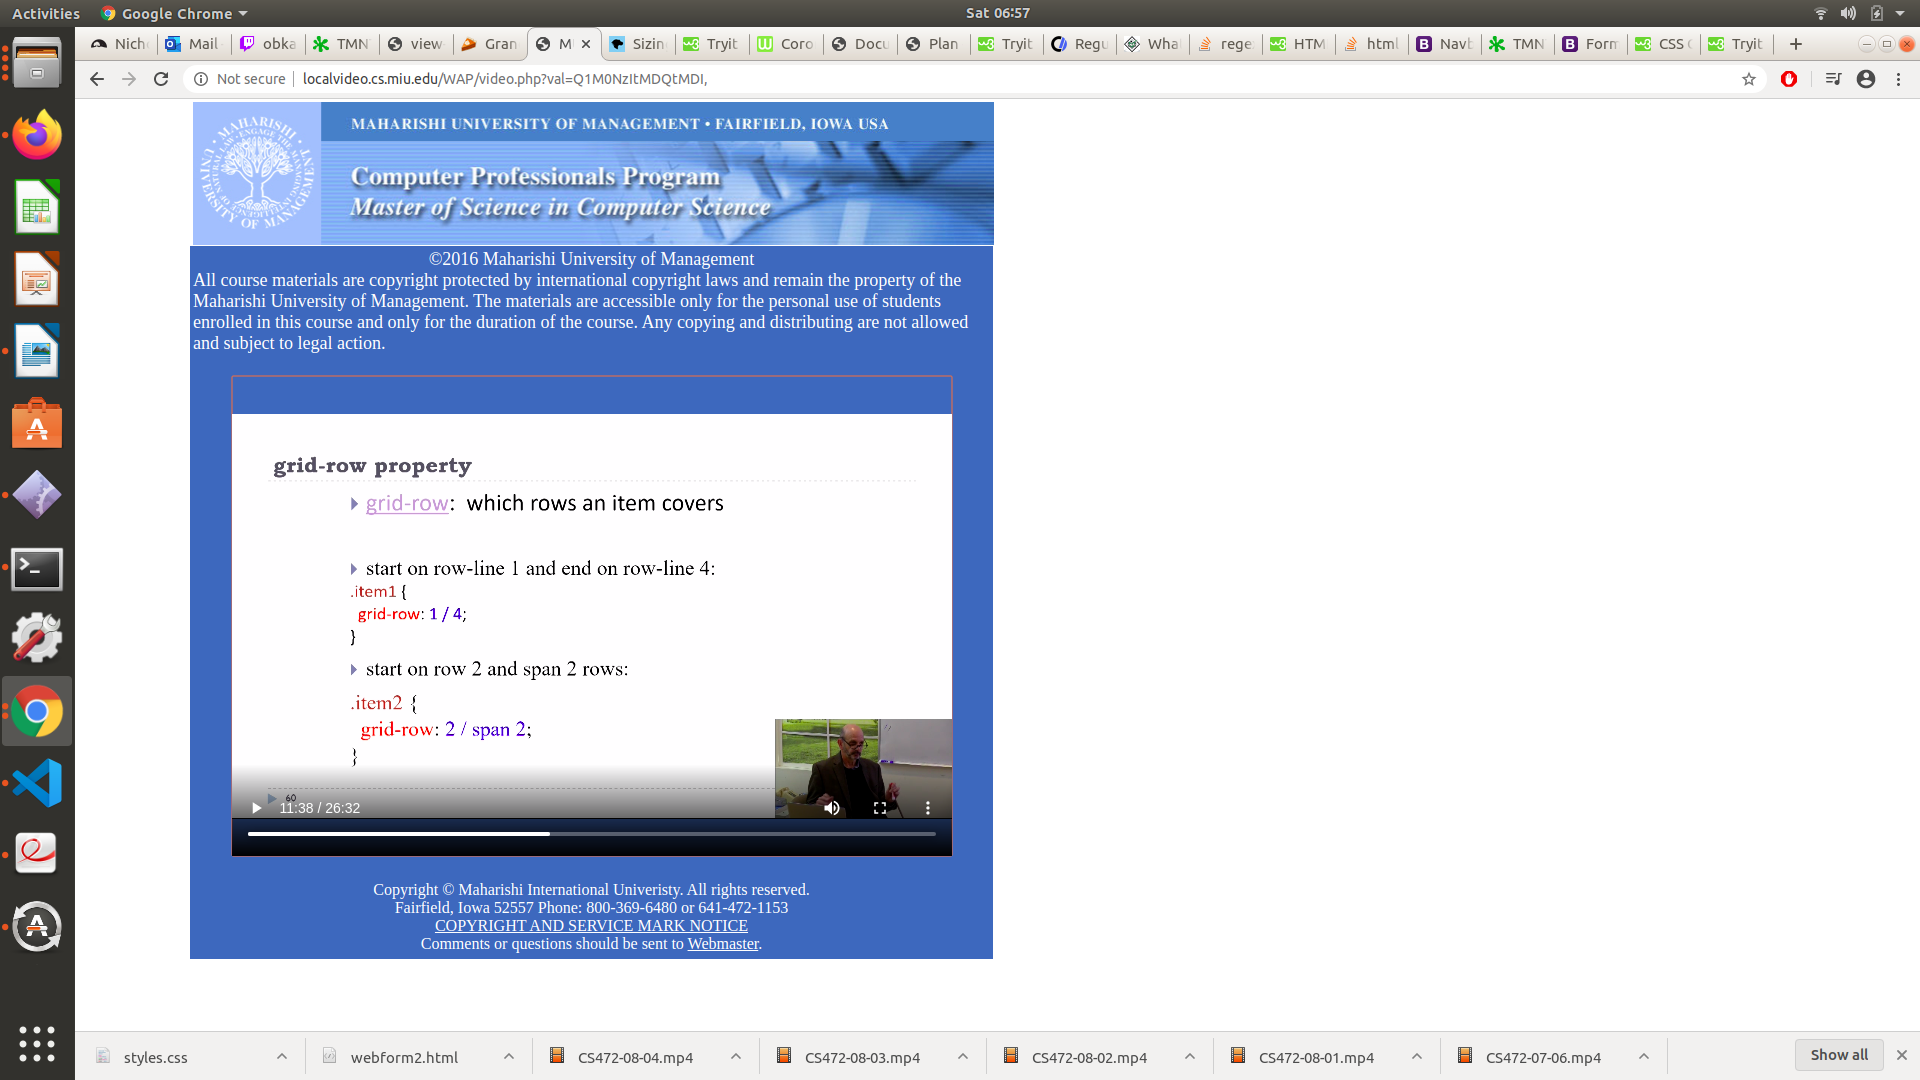 Activities Google Chrome Sat 06:57
Nich Mail obka TMN view Gran M Sizin Tryit Coro Docu Plan Tryit Regu Wha rege HTM html Navb TMN Form CSS Tryit
Not secure localvideo.cs.miu.edu/WAP/video.php?val=Q1M0NzItMDQtMDI,
MAHARISHI UNIVERSITY OF MANAGEMENT • FAIRFIELD, IOWA USA
Computer Professionals Program
Master of Science in Computer Science
MAHARISHI UNIVERSITY OF MANAGEMENT
©2016 Maharishi University of Management
All course materials are copyright protected by international copyright laws and remain the property of the
Maharishi University of Management. The materials are accessible only for the personal use of students
enrolled in this course and only for the duration of the course. Any copying and distributing are not allowed
and subject to legal action.
grid-row property
grid-row: which rows an item covers
start on row-line 1 and end on row-line 4:
.item1 {
grid-row: 1 / 4;
}
start on row 2 and span 2 rows:
.item2 {
grid-row: 2 / span 2;
}
60
11:38 / 26:32
Copyright © Maharishi International Univeristy. All rights reserved.
Fairfield, Iowa 52557 Phone: 800-369-6480 or 641-472-1153
COPYRIGHT AND SERVICE MARK NOTICE
Comments or questions should be sent to Webmaster.
styles.css webform2.html CS472-08-04.mp4 CS472-08-03.mp4 CS472-08-02.mp4 CS472-08-01.mp4 CS472-07-06.mp4 Show all